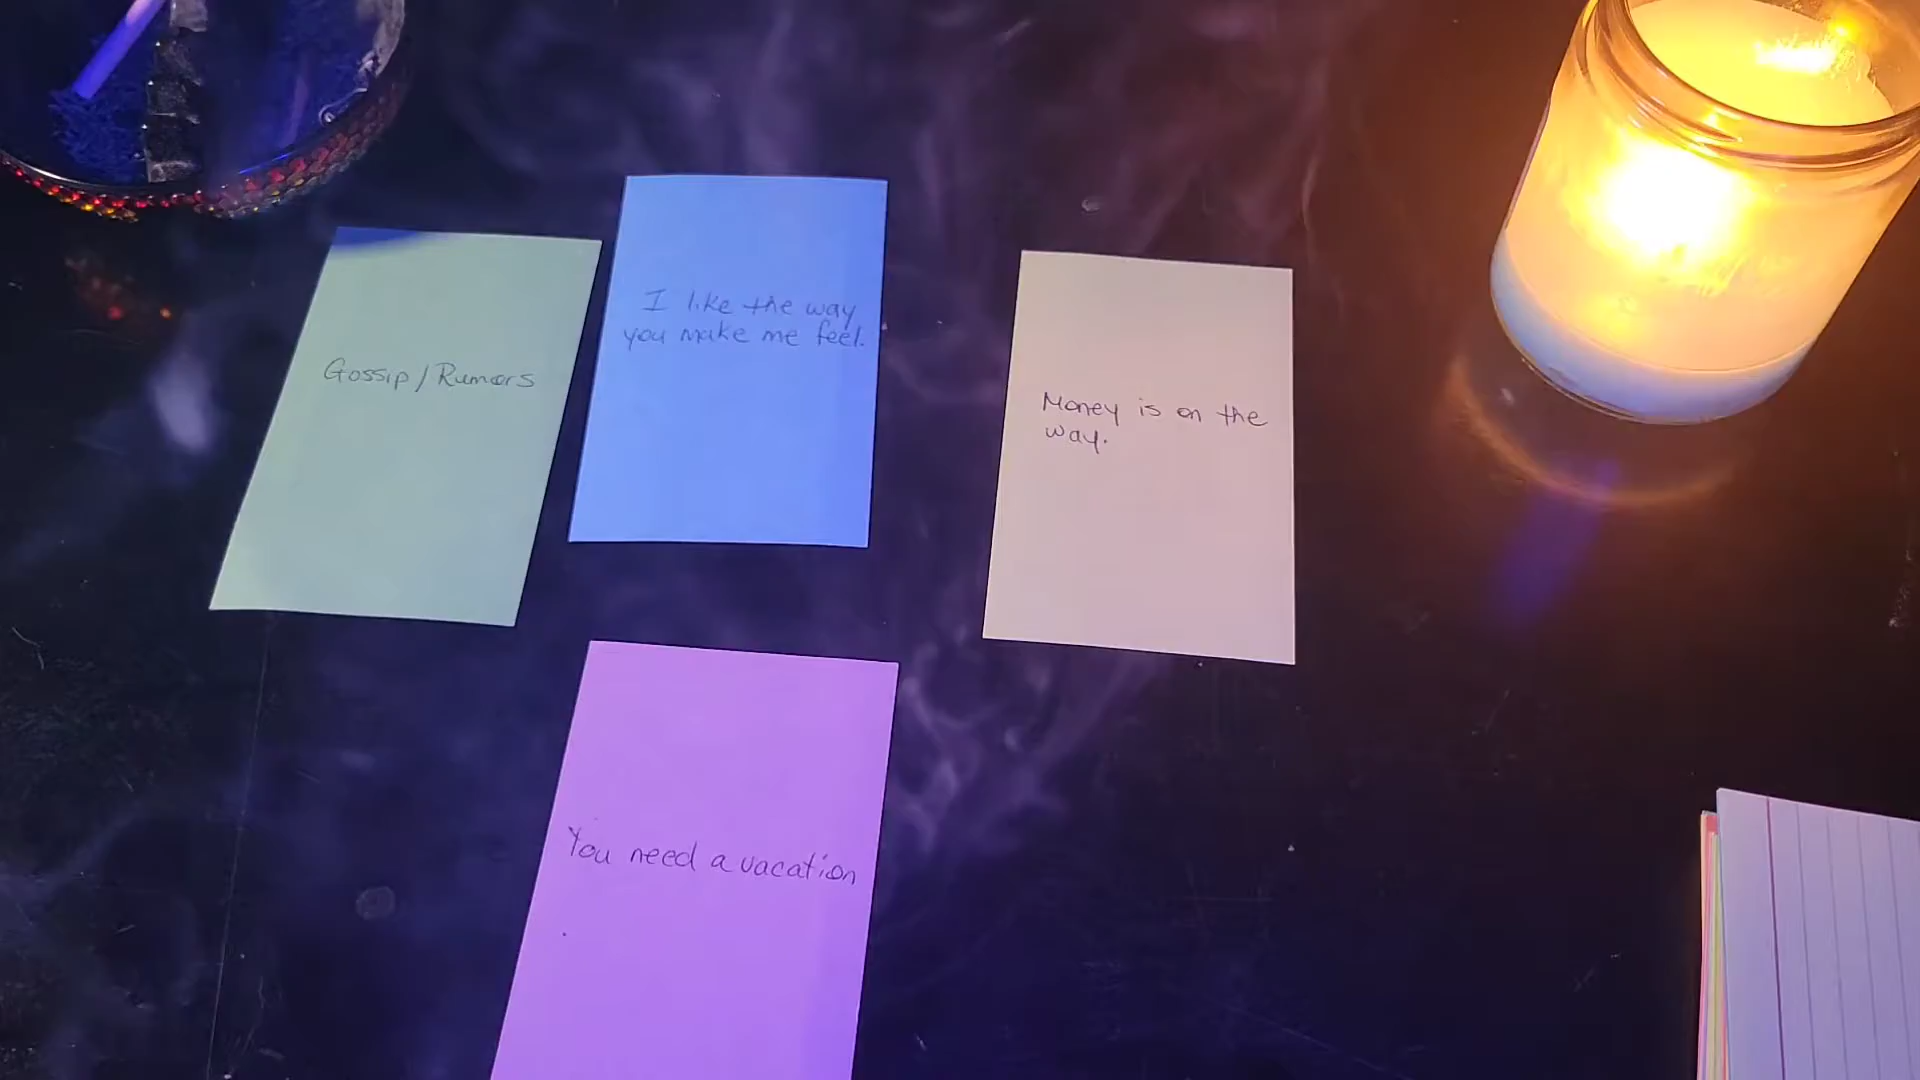 Gossip/Rumors
I like the way
you make me feel.
Money is on the
way.
You need a vacation